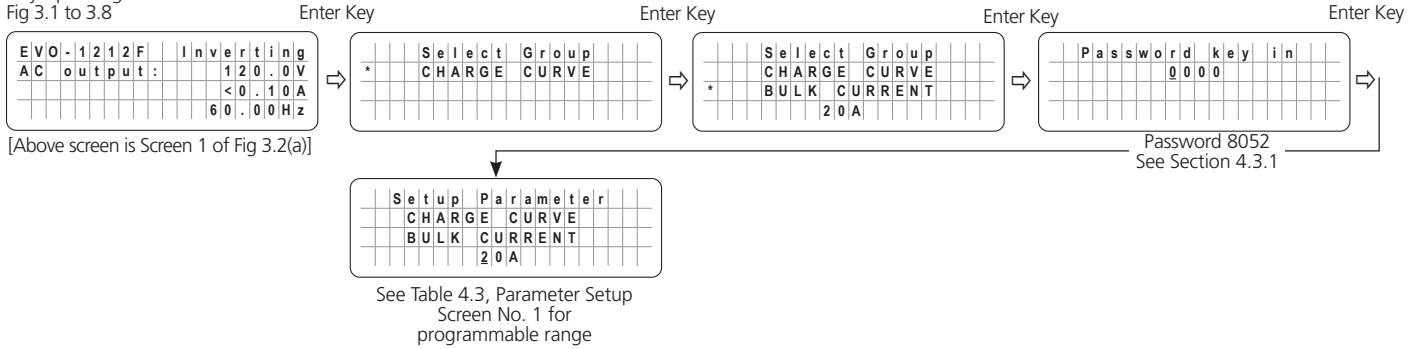 Fig 3.1 to 3.8
Enter Key
Enter Key
Enter Key
Enter Key
EVO-1212F Inverting
AC output: 120.0V
<0.10A
60.00Hz
[Above screen is Screen 1 of Fig 3.2(a)]
Select Group
* CHARGE CURVE
Select Group
CHARGE CURVE
* BULK CURRENT
20A
Password key in
0000
Password 8052
See Section 4.3.1
Setup Parameter
CHARGE CURVE
BULK CURRENT
20A
See Table 4.3, Parameter Setup
Screen No. 1 for
programmable range